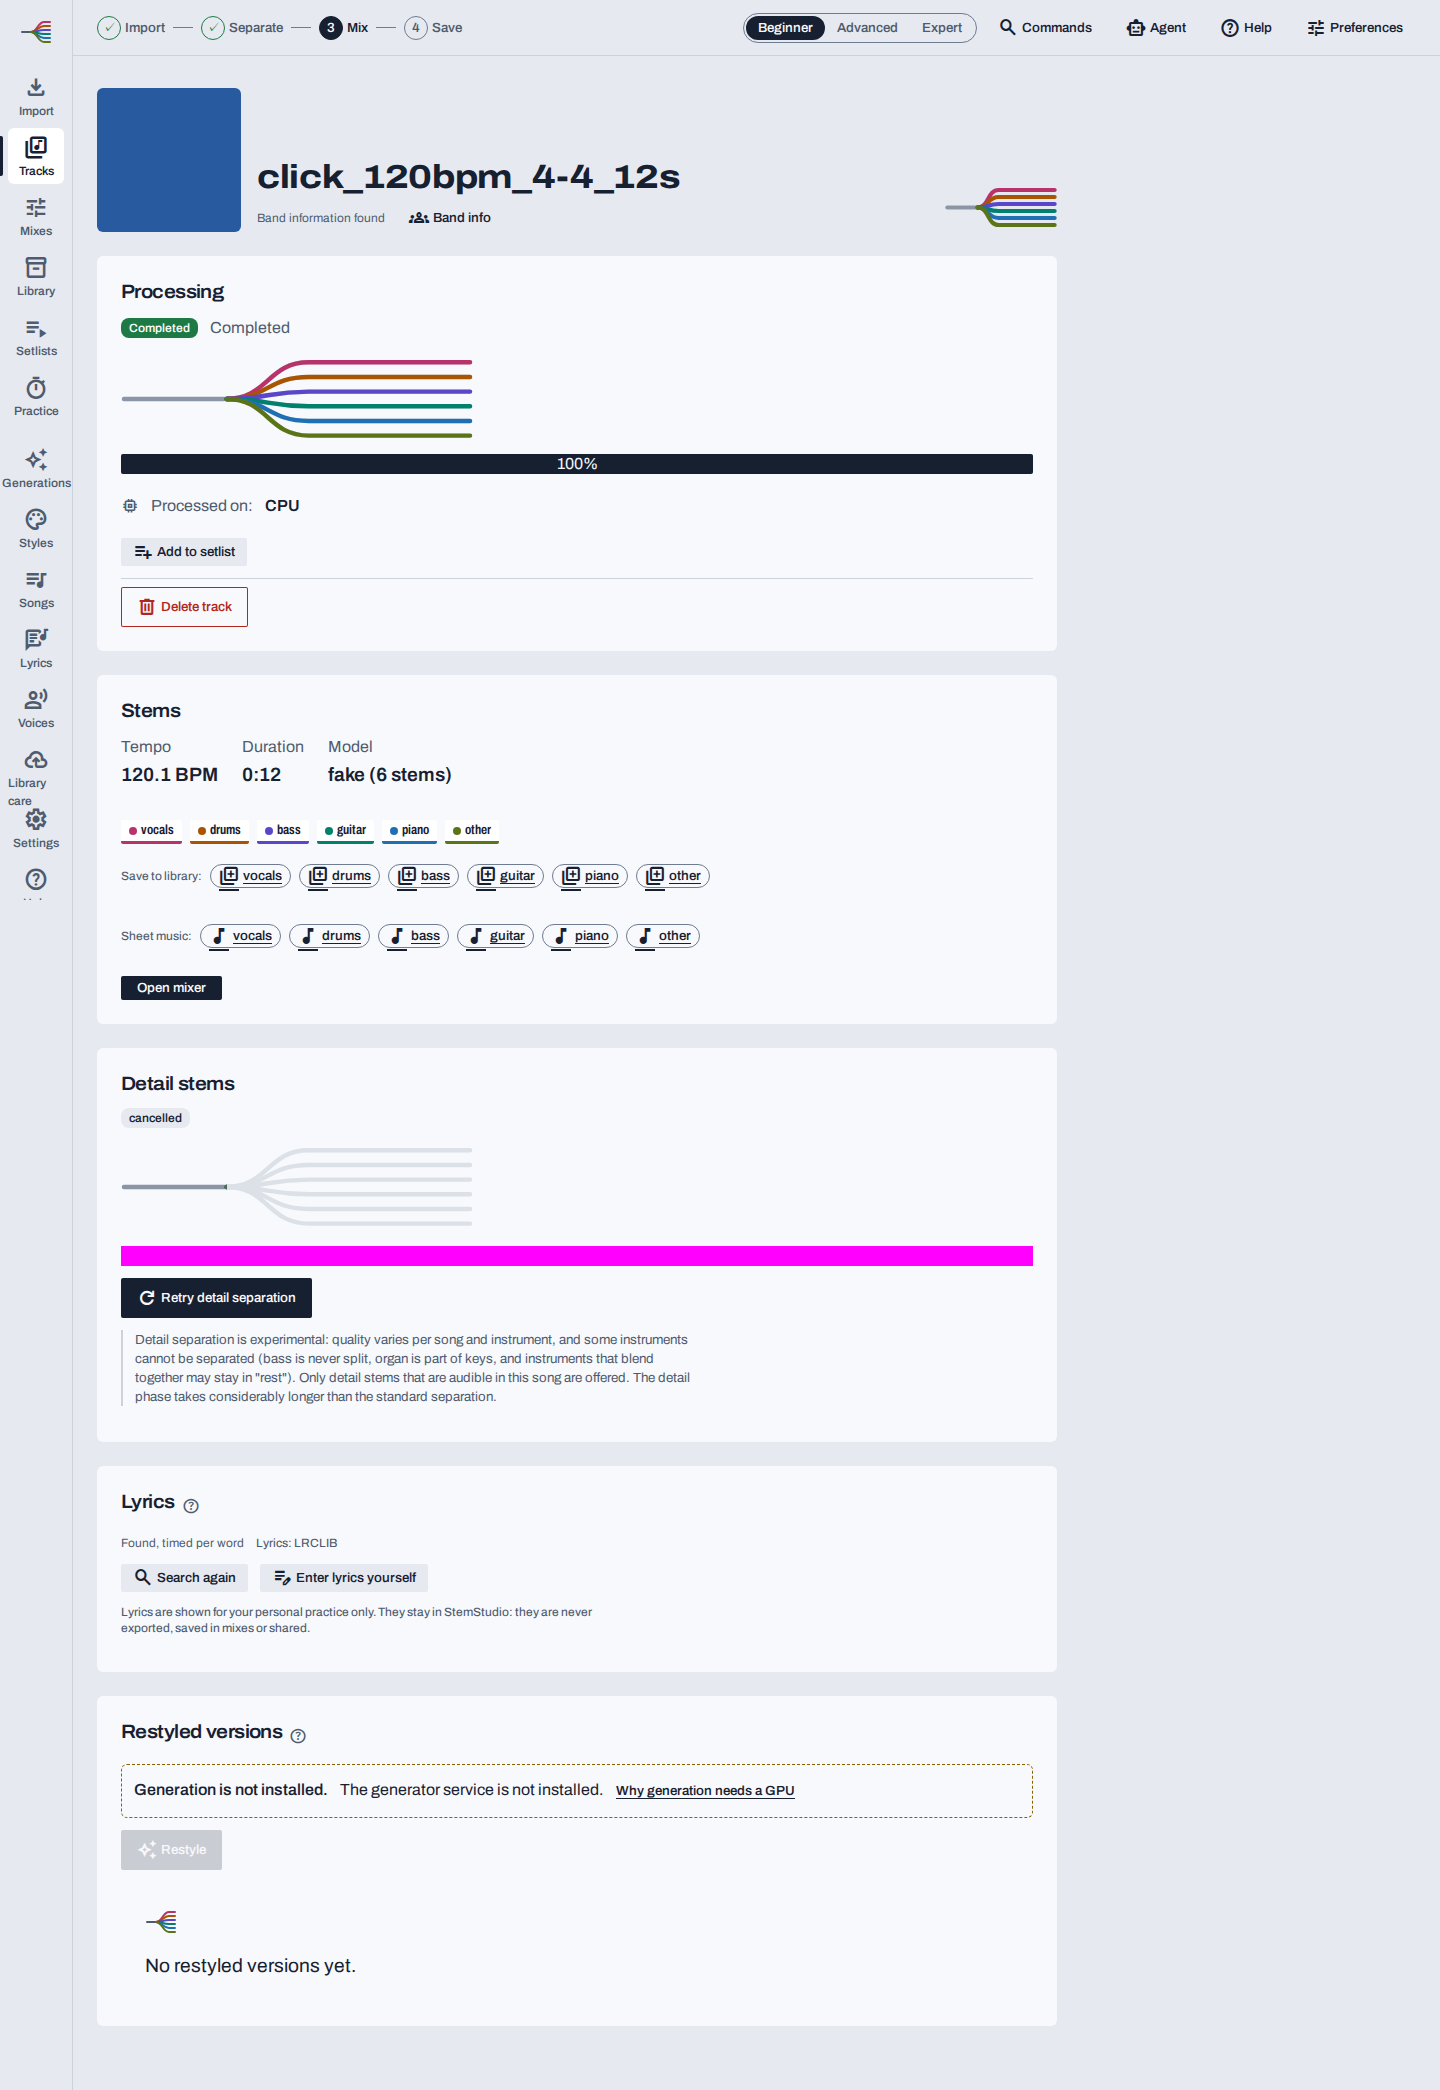 Import
Separate
3 Mix
4 Save
Beginner
Advanced
Expert
Commands
Agent
Help
Preferences
Import
Tracks
Mixes
Library
Setlists
Practice
Generations
Styles
Songs
Lyrics
Voices
Library
care
Settings
click_120bpm_4-4_12s
Band information found
Band info
Processing
Completed Completed
100%
Processed on: CPU
Add to setlist
Delete track
Stems
Tempo Duration Model
120.1 BPM 0:12 fake (6 stems)
vocals drums bass guitar piano other
Save to library: vocals drums bass guitar piano other
Sheet music: vocals drums bass guitar piano other
Open mixer
Detail stems
cancelled
Retry detail separation
Detail separation is experimental: quality varies per song and instrument, and some instruments
cannot be separated (bass is never split, organ is part of keys, and instruments that blend
together may stay in "rest"). Only detail stems that are audible in this song are offered. The detail
phase takes considerably longer than the standard separation.
Lyrics
Found, timed per word Lyrics: LRCLIB
Search again Enter lyrics yourself
Lyrics are shown for your personal practice only. They stay in StemStudio: they are never
exported, saved in mixes or shared.
Restyled versions
Generation is not installed. The generator service is not installed. Why generation needs a GPU
Restyle
No restyled versions yet.